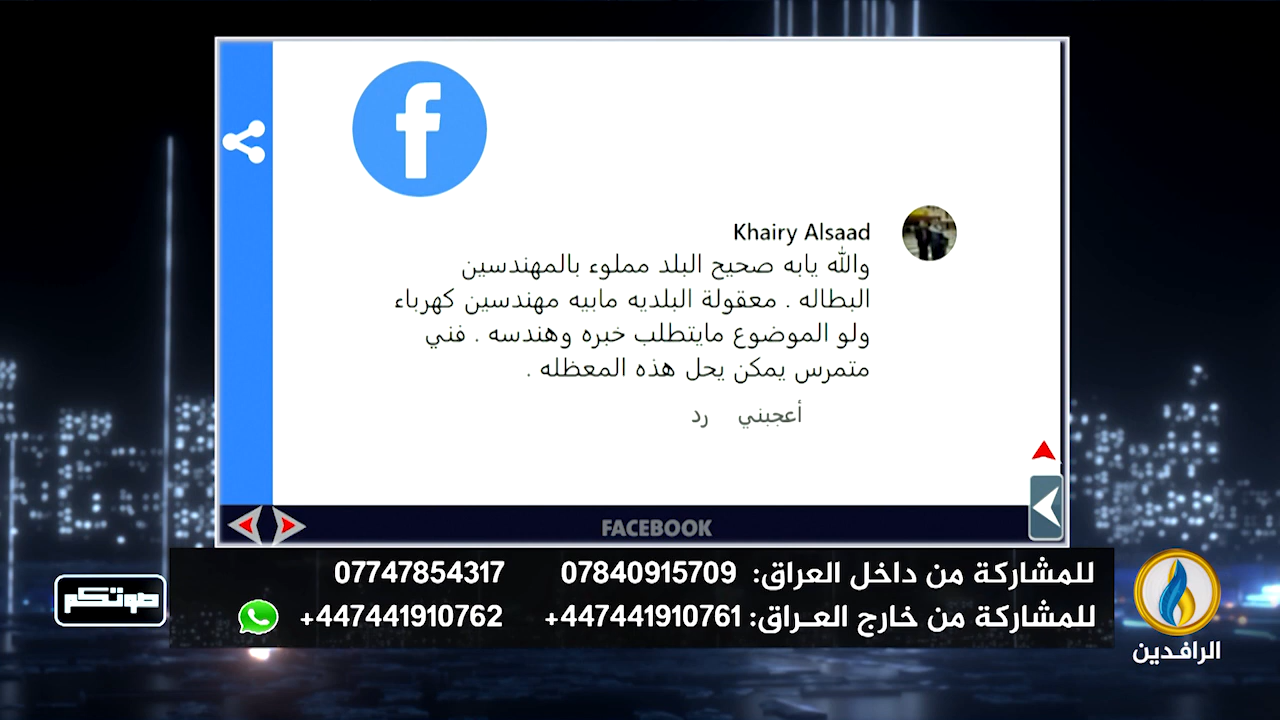 f
Khairy Alsaad
والله يابه صحيح البلد مملوء بالمهندسين
البطاله . معقولة البلديه مابيه مهندسين كهرباء
ولو الموضوع مايتطلب خبره وهندسه . فني
متمرس يمكن يحل هذه المعظله .
أعجبني رد
FACEBOOK
للمشاركة من داخل العراق: 07840915709 07747854317
للمشاركة من خارج العـراق: 447441910761+ 447441910762+
صوتكم
الرافدين